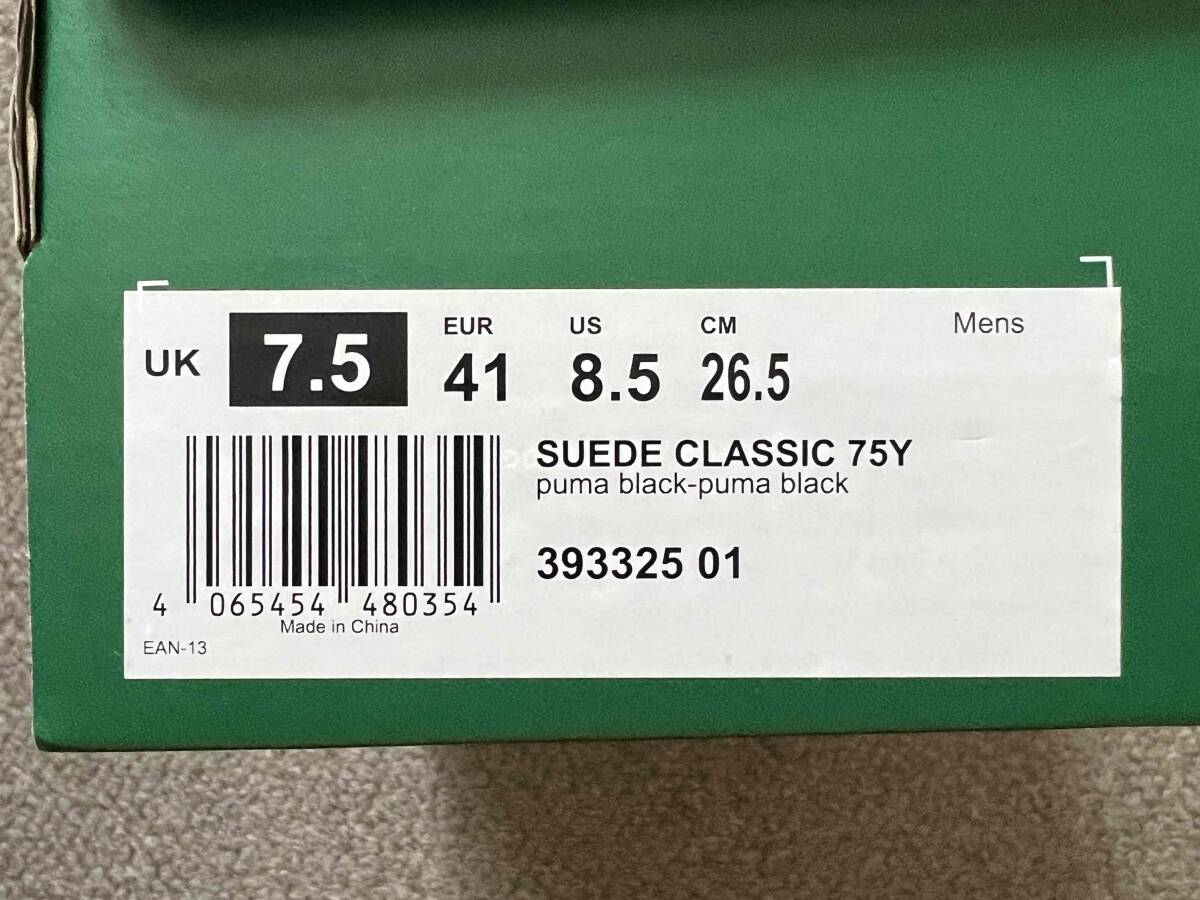 UK 7.5
EUR 41
US 8.5
CM 26.5
Mens
SUEDE CLASSIC 75Y
puma black-puma black
393325 01
4 065454 480354
Made in China
EAN-13